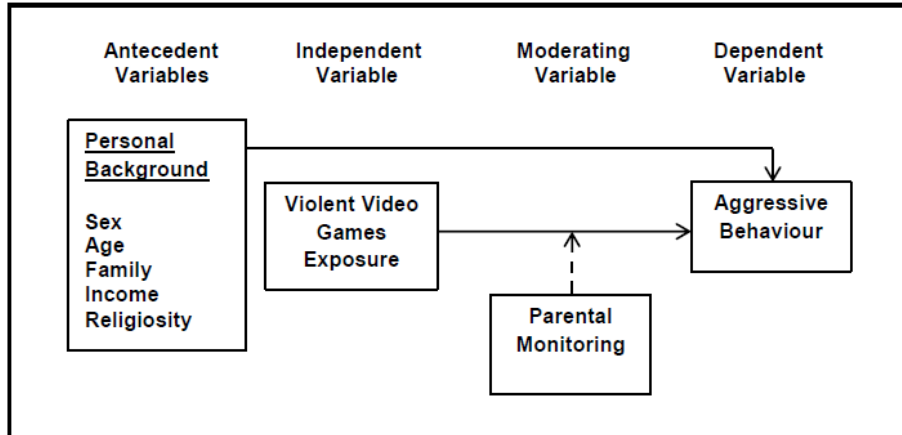 Antecedent
Variables
Independent
Variable
Moderating
Variable
Dependent
Variable
Personal
Background
Sex
Age
Family
Income
Religiosity
Violent Video
Games
Exposure
Parental
Monitoring
Aggressive
Behaviour